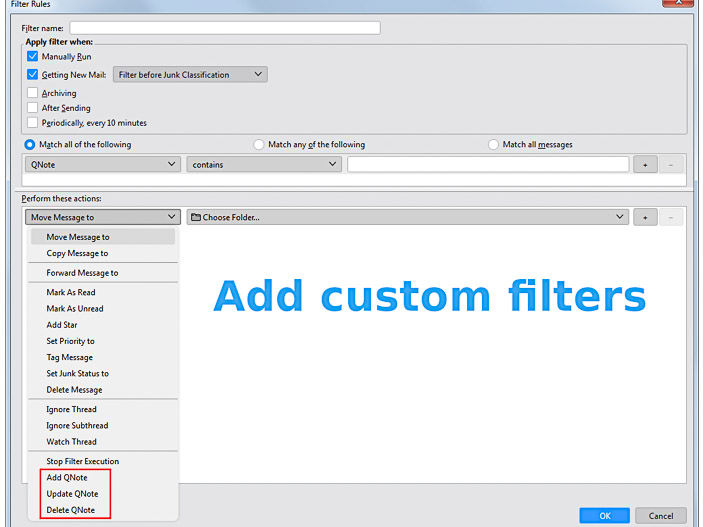 Filter Rules
Filter name:
Apply filter when:
Manually Run
Getting New Mail: Filter before Junk Classification
Archiving
After Sending
Periodically, every 10 minutes
Match all of the following Match any of the following Match all messages
QNote contains + -
Perform these actions:
Move Message to Choose Folder... + -
Move Message to
Copy Message to
Forward Message to
Mark As Read
Mark As Unread
Add Star
Set Priority to
Tag Message
Set Junk Status to
Delete Message
Ignore Thread
Ignore Subthread
Watch Thread
Stop Filter Execution
Add QNote
Update QNote
Delete QNote
Add custom filters
OK Cancel